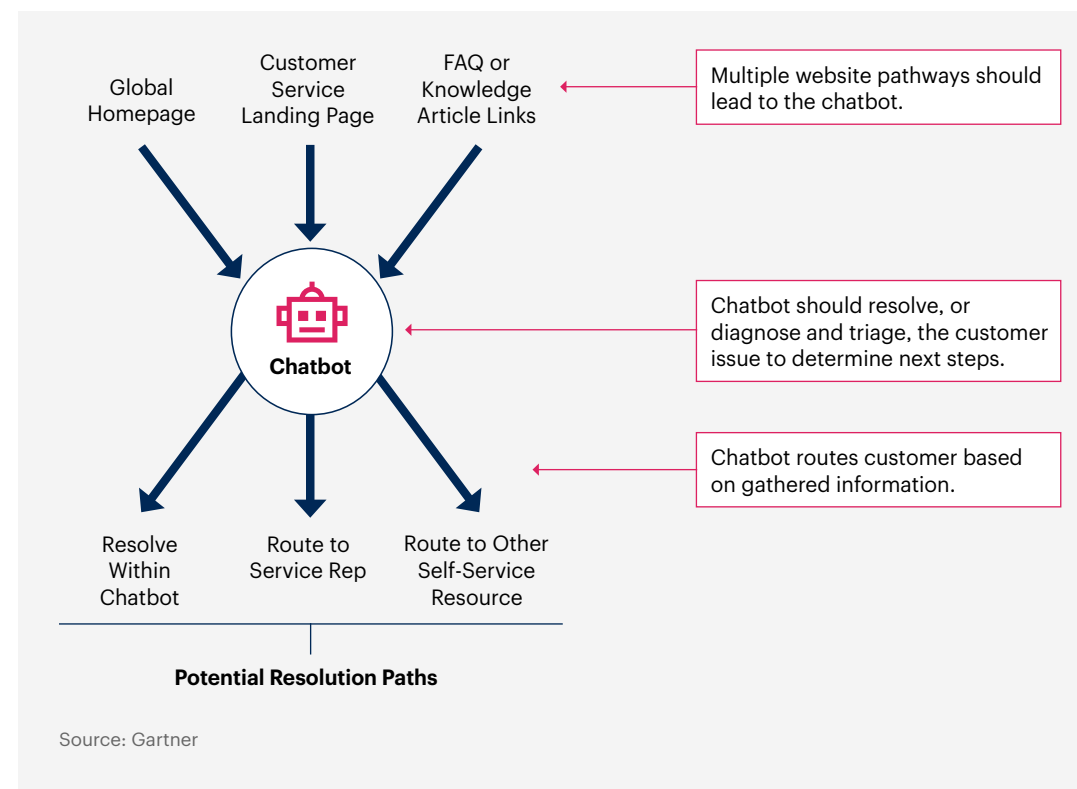 Global
Homepage
Customer
Service
Landing Page
FAQ or
Knowledge
Article Links
Multiple website pathways should
lead to the chatbot.
Chatbot
Chatbot should resolve, or
diagnose and triage, the customer
issue to determine next steps.
Chatbot routes customer based
on gathered information.
Resolve
Within
Chatbot
Route to
Service Rep
Route to Other
Self-Service
Resource
Potential Resolution Paths
Source: Gartner